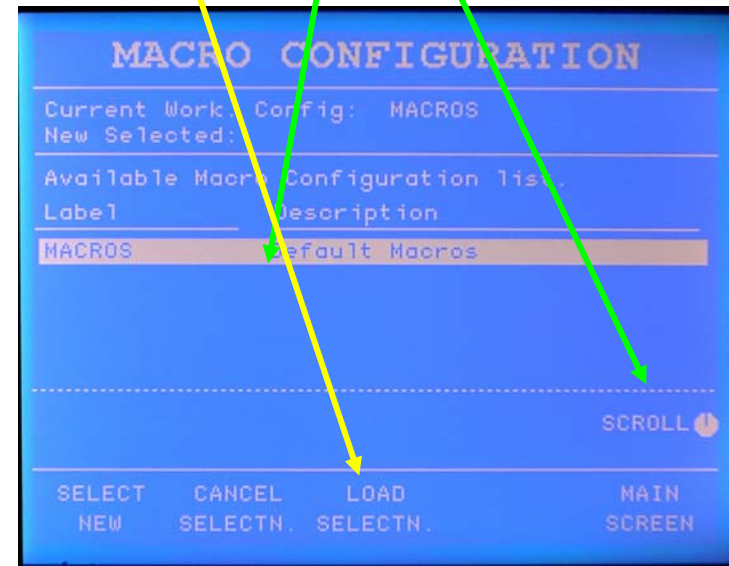 MACRO CONFIGURATION
Current Work. Config: MACROS
New Selected:
Available Macro Configuration list.
Label Description
MACROS Default Macros
SCROLL
SELECT CANCEL LOAD MAIN
NEW SELECTN. SELECTN. SCREEN